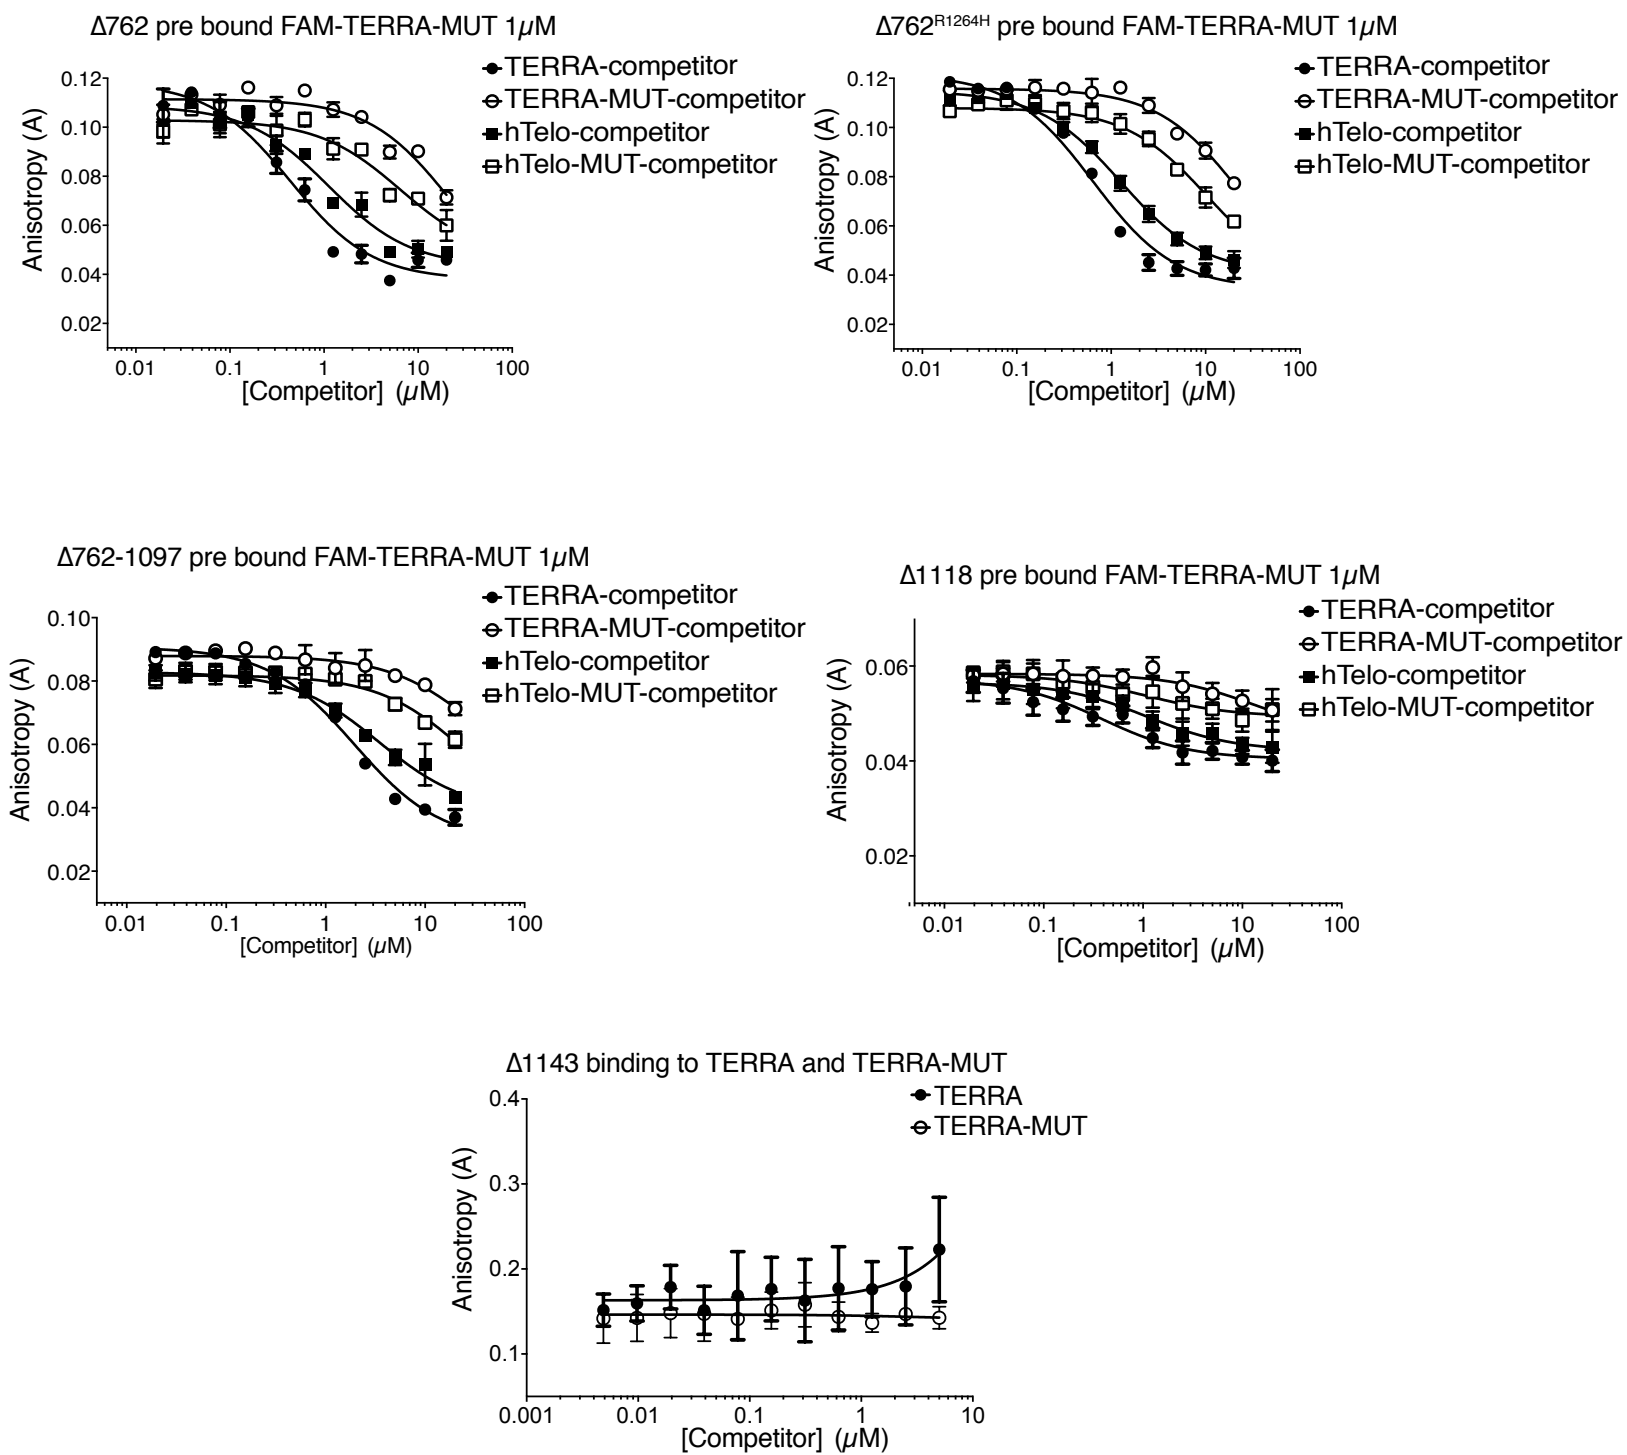 Δ762 pre bound FAM-TERRA-MUT 1µM
TERRA-competitor
TERRA-MUT-competitor
hTelo-competitor
hTelo-MUT-competitor
Anisotropy (A)
0.12
0.10
0.08
0.06
0.04
0.02
0.01 0.1 1 10 100
[Competitor] (µM)
Δ762R1264H pre bound FAM-TERRA-MUT 1µM
TERRA-competitor
TERRA-MUT-competitor
hTelo-competitor
hTelo-MUT-competitor
Anisotropy (A)
0.12
0.10
0.08
0.06
0.04
0.02
0.01 0.1 1 10 100
[Competitor] (µM)
Δ762-1097 pre bound FAM-TERRA-MUT 1µM
TERRA-competitor
TERRA-MUT-competitor
hTelo-competitor
hTelo-MUT-competitor
Anisotropy (A)
0.10
0.08
0.06
0.04
0.02
0.01 0.1 1 10 100
[Competitor] (µM)
Δ1118 pre bound FAM-TERRA-MUT 1µM
TERRA-competitor
TERRA-MUT-competitor
hTelo-competitor
hTelo-MUT-competitor
Anisotropy (A)
0.06
0.04
0.02
0.01 0.1 1 10 100
[Competitor] (µM)
Δ1143 binding to TERRA and TERRA-MUT
TERRA
TERRA-MUT
Anisotropy (A)
0.4
0.3
0.2
0.1
0.001 0.01 0.1 1 10
[Competitor] (µM)